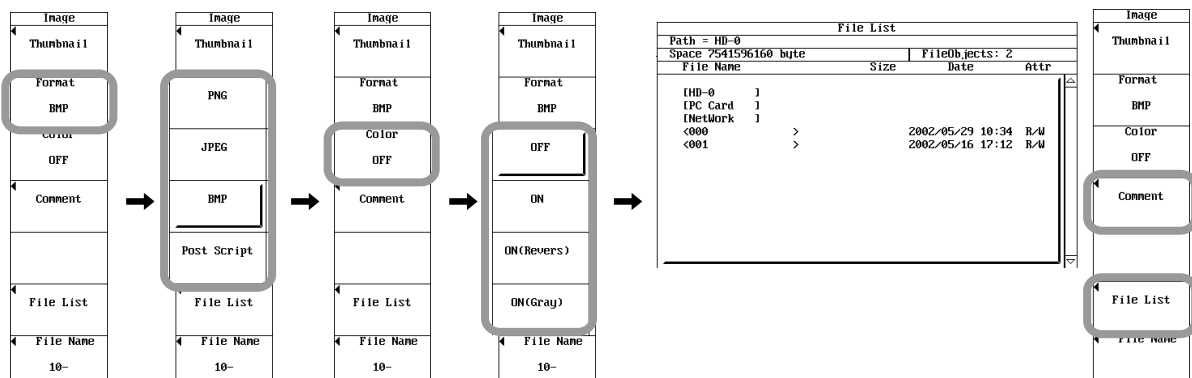 Image
Thumbnail
Format
BMP
Color
OFF
Comment
File List
File Name
10-
Image
Thumbnail
PNG
JPEG
BMP
Post Script
File List
File Name
10-
Image
Thumbnail
Format
BMP
Color
OFF
Comment
File List
File Name
10-
Image
Thumbnail
Format
BMP
OFF
ON
ON(Revers)
ON(Gray)
File Name
10-
File List
Path = HD-0
Space 7541596160 byte FileObjects: 2
File Name Size Date Attr
[HD-0 ]
[PC Card ]
[NetWork ]
<000 > 2002/05/29 10:34 R/W
<001 > 2002/05/16 17:12 R/W
Image
Thumbnail
Format
BMP
Color
OFF
Comment
File List
File Name